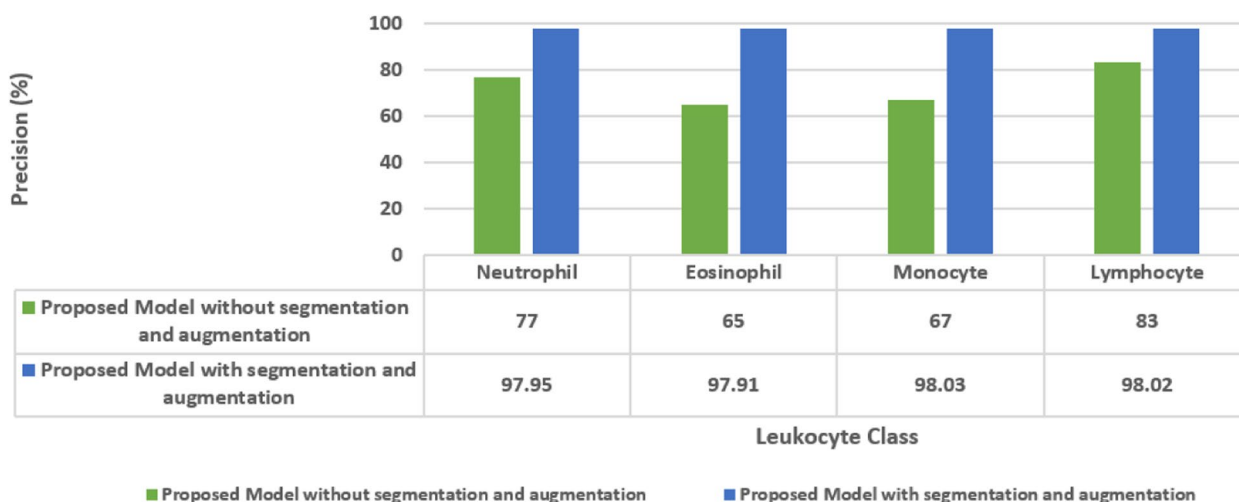 Precision (%)
100
80
60
40
20
0
Neutrophil Eosinophil Monocyte Lymphocyte
Proposed Model without segmentation
and augmentation
77 65 67 83
Proposed Model with segmentation and
augmentation
97.95 97.91 98.03 98.02
Leukocyte Class
Proposed Model without segmentation and augmentation Proposed Model with segmentation and augmentation